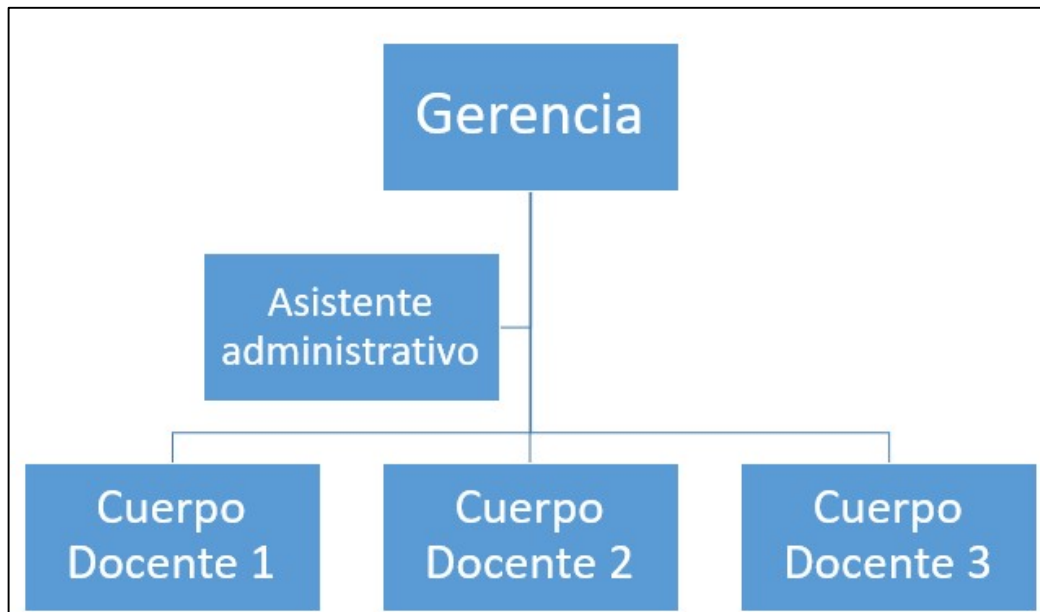 Gerencia
Asistente
administrativo
Cuerpo
Docente 1
Cuerpo
Docente 2
Cuerpo
Docente 3